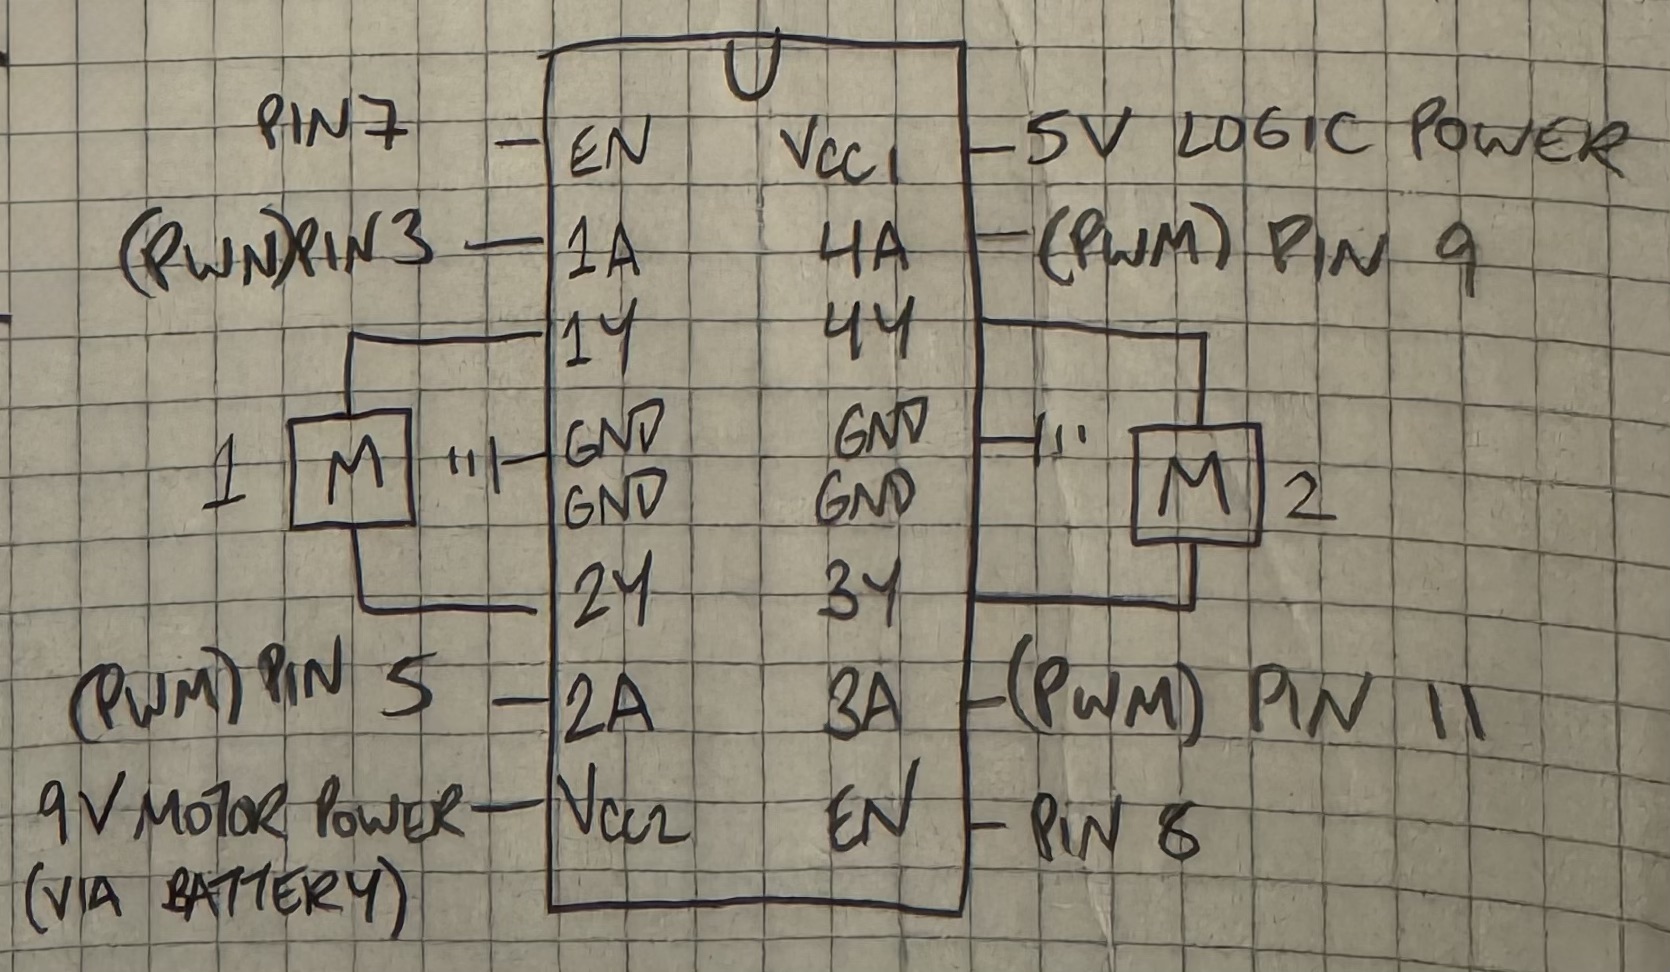 PIN7
EN
VCC1
5V LOGIC POWER
(PWN)PIN3
1A
4A
(PWM) PIN 9
1Y
4Y
GND
GND
1
M
M
2
GND
GND
2Y
3Y
(PWM) PIN 5
2A
3A
(PWM) PIN 11
9V MOTOR POWER
(VIA BATTERY)
VCC2
EN
PIN 8